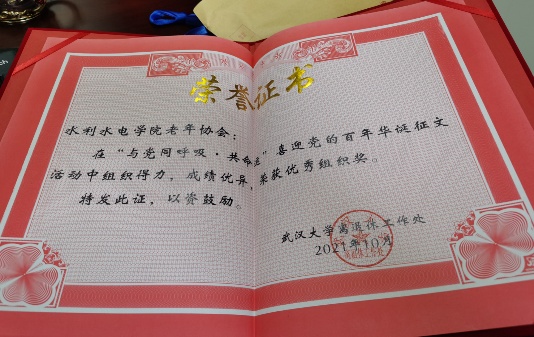 荣誉证书
水利水电学院老年协会：
在“与党同呼吸·共命运”喜迎党的百年华诞征文
活动中组织得力，成绩优异，荣获优秀组织奖。
特发此证，以资鼓励。
武汉大学离退休工作处
2021年10月